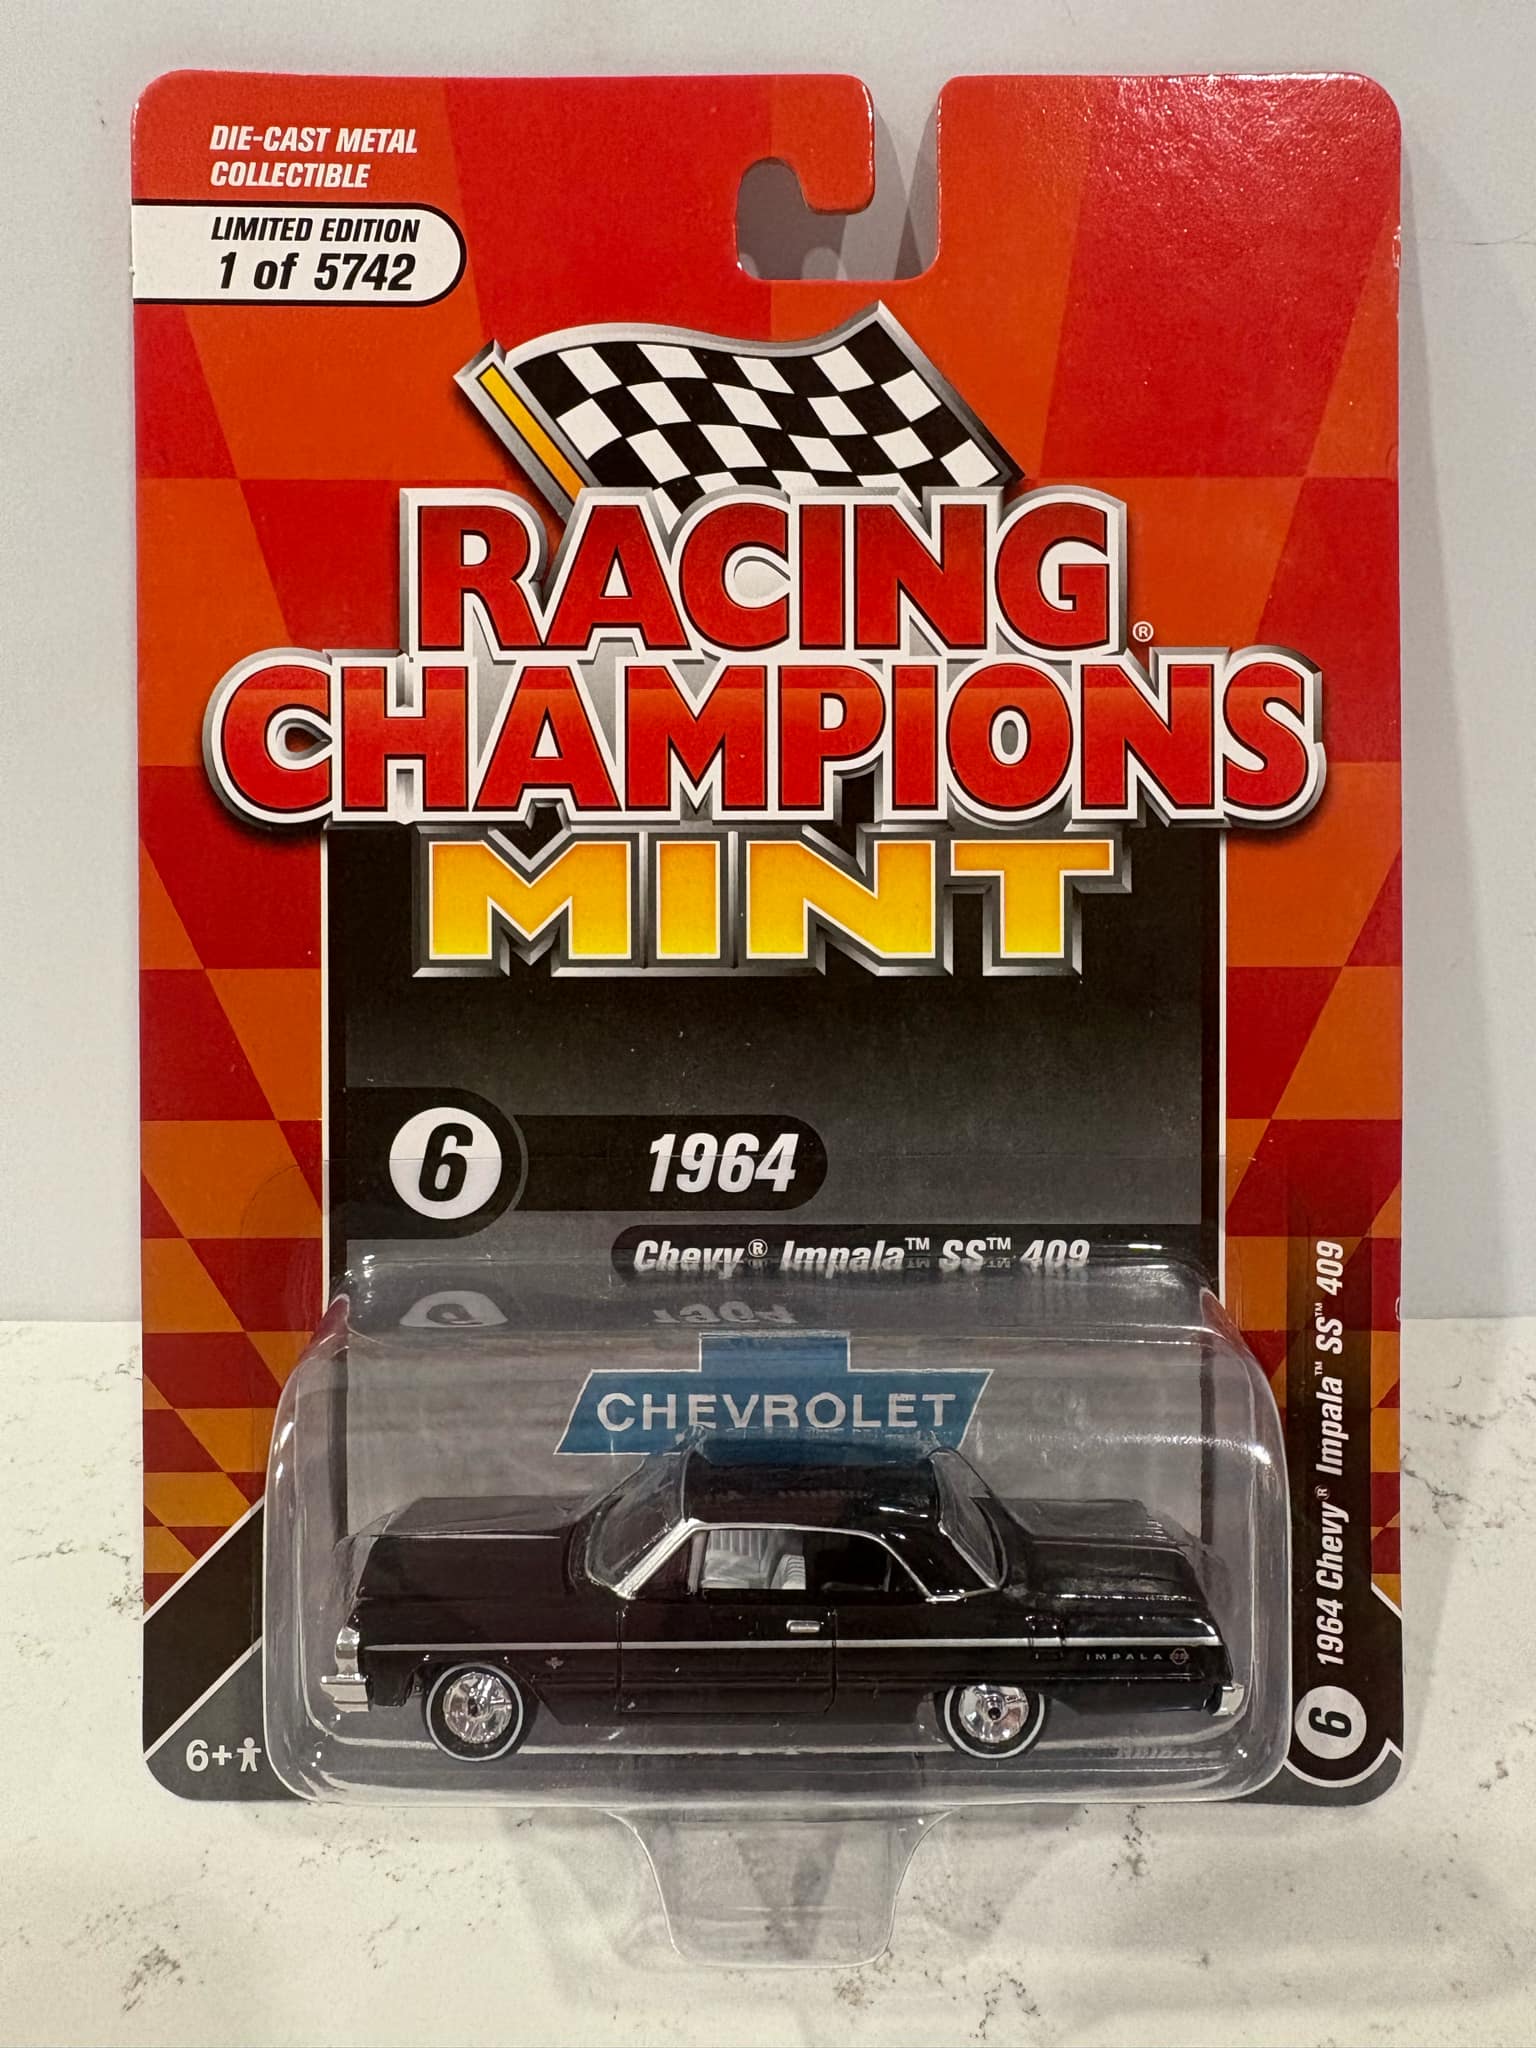 DIE-CAST METAL
COLLECTIBLE
LIMITED EDITION
1 of 5742
RACING®
CHAMPIONS
MINT
6 1964
Chevy® Impala™ SS™ 409
CHEVROLET
IMPALA SS
6+
6 1964 Chevy® Impala™ SS™ 409